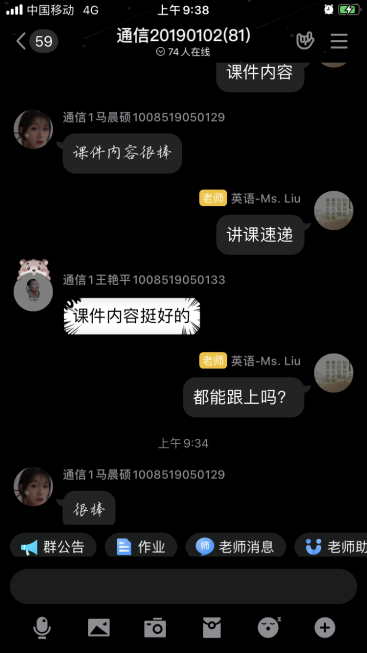 中国移动 4G 上午 9:38
59
通信20190102(81)
74人在线
课件内容
通信1马晨硕1008519050129
课件内容很棒
老师 英语-Ms. Liu
讲课速递
通信1王艳平1008519050133
课件内容挺好的
老师 英语-Ms. Liu
都能跟上吗?
上午 9:34
通信1马晨硕1008519050129
很棒
群公告 作业 师 老师消息 老师助